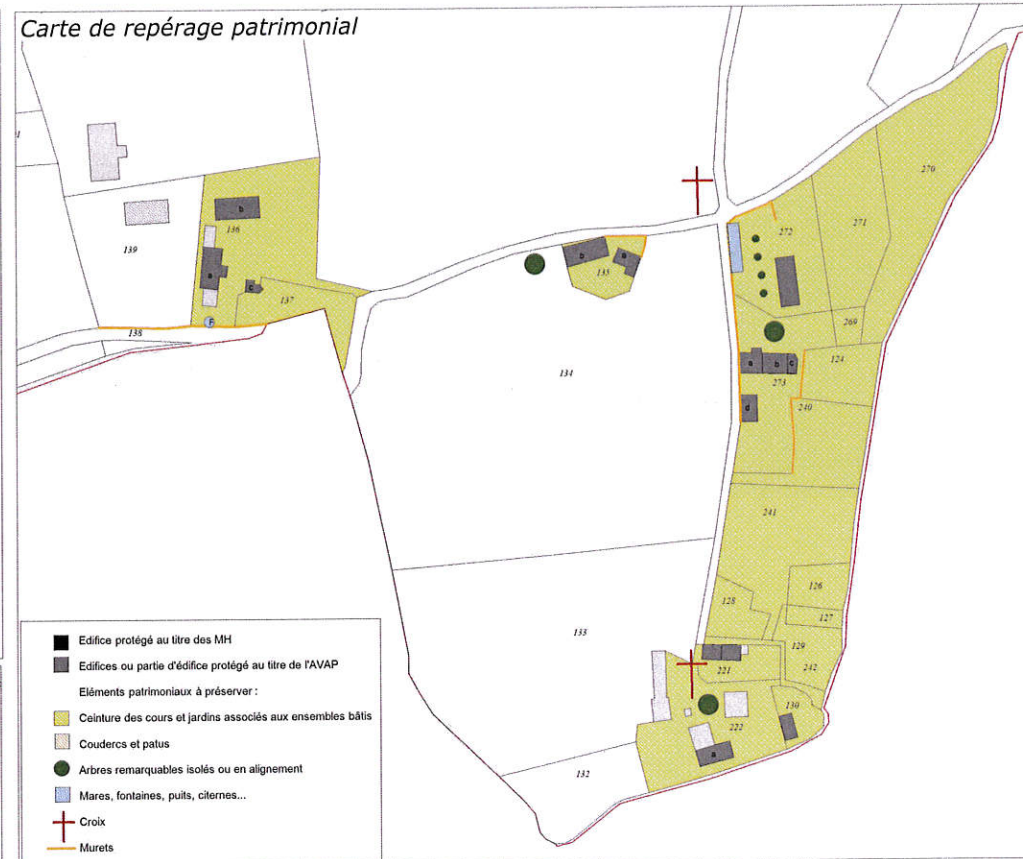 Carte de repérage patrimonial
270
b
136
139
271
272
b
a
135
a
c
137
F
138
269
124
134
a
b
c
273
d
240
241
126
128
127
133
129
221
242
130
222
a
132
Edifice protégé au titre des MH
Edifices ou partie d'édifice protégé au titre de l'AVAP
Eléments patrimoniaux à préserver :
Ceinture des cours et jardins associés aux ensembles bâtis
Coudercs et patus
Arbres remarquables isolés ou en alignement
Mares, fontaines, puits, citernes...
Croix
Murets